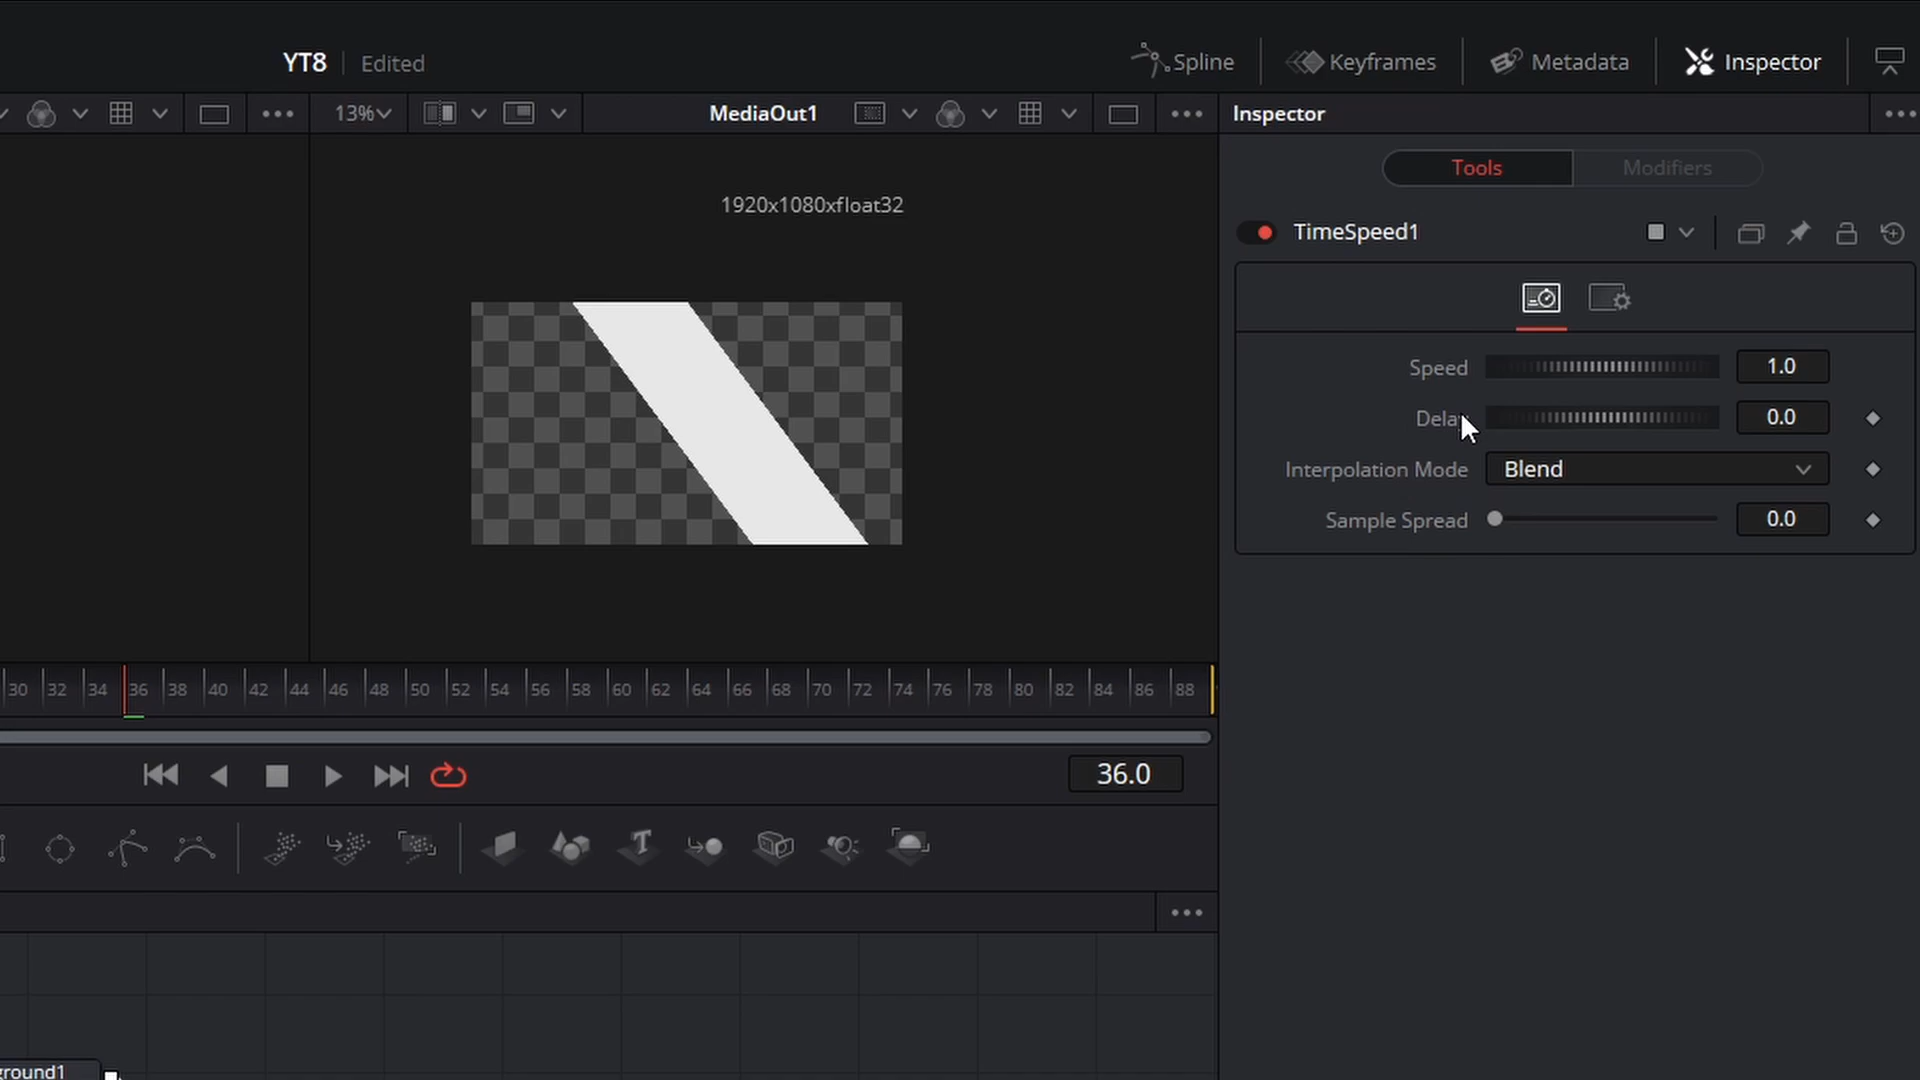 YT8 Edited Spline Keyframes Metadata Inspector
13% MediaOut1 Inspector
Tools Modifiers
1920x1080xfloat32
TimeSpeed1
Speed 1.0
Delay 0.0
Interpolation Mode Blend
Sample Spread 0.0
30 32 34 36 38 40 42 44 46 48 50 52 54 56 58 60 62 64 66 68 70 72 74 76 78 80 82 84 86 88
36.0
ground1